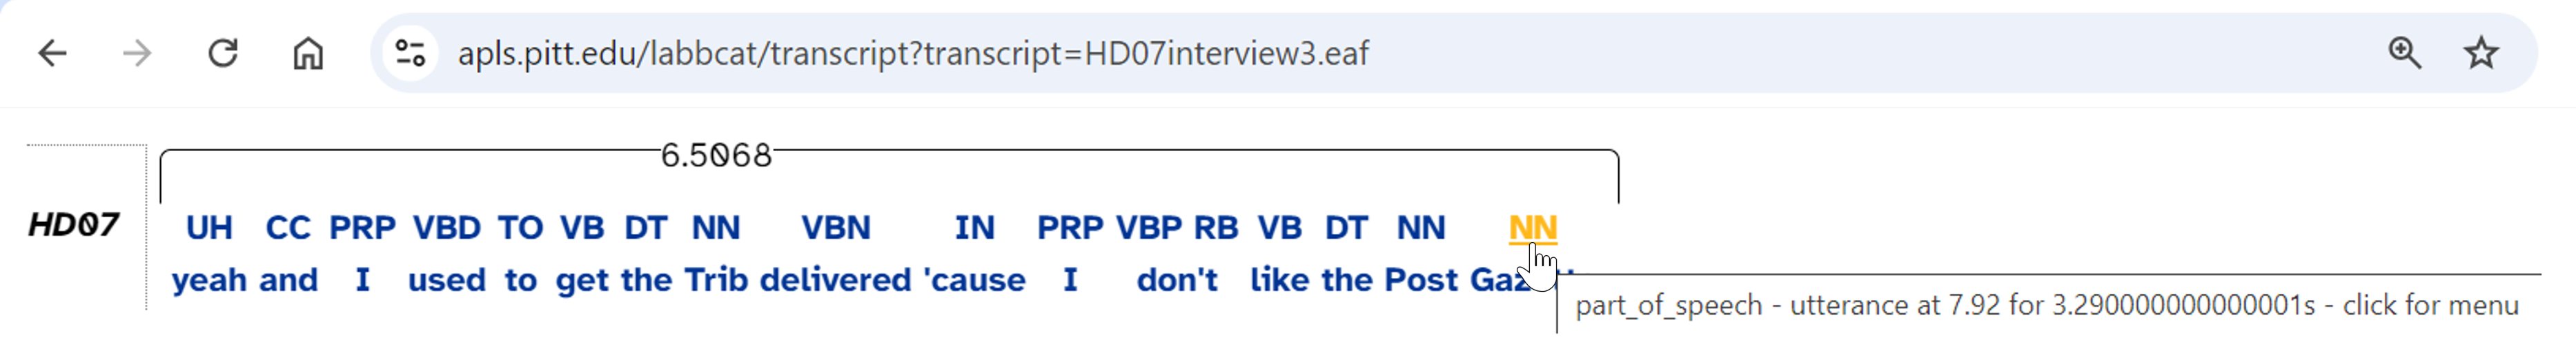 apls.pitt.edu/labbcat/transcript?transcript=HD07interview3.eaf
6.5068
HD07
UH CC PRP VBD TO VB DT NN VBN IN PRP VBP RB VB DT NN NN
yeah and I used to get the Trib delivered 'cause I don't like the Post
part_of_speech - utterance at 7.92 for 3.290000000000001s - click for menu